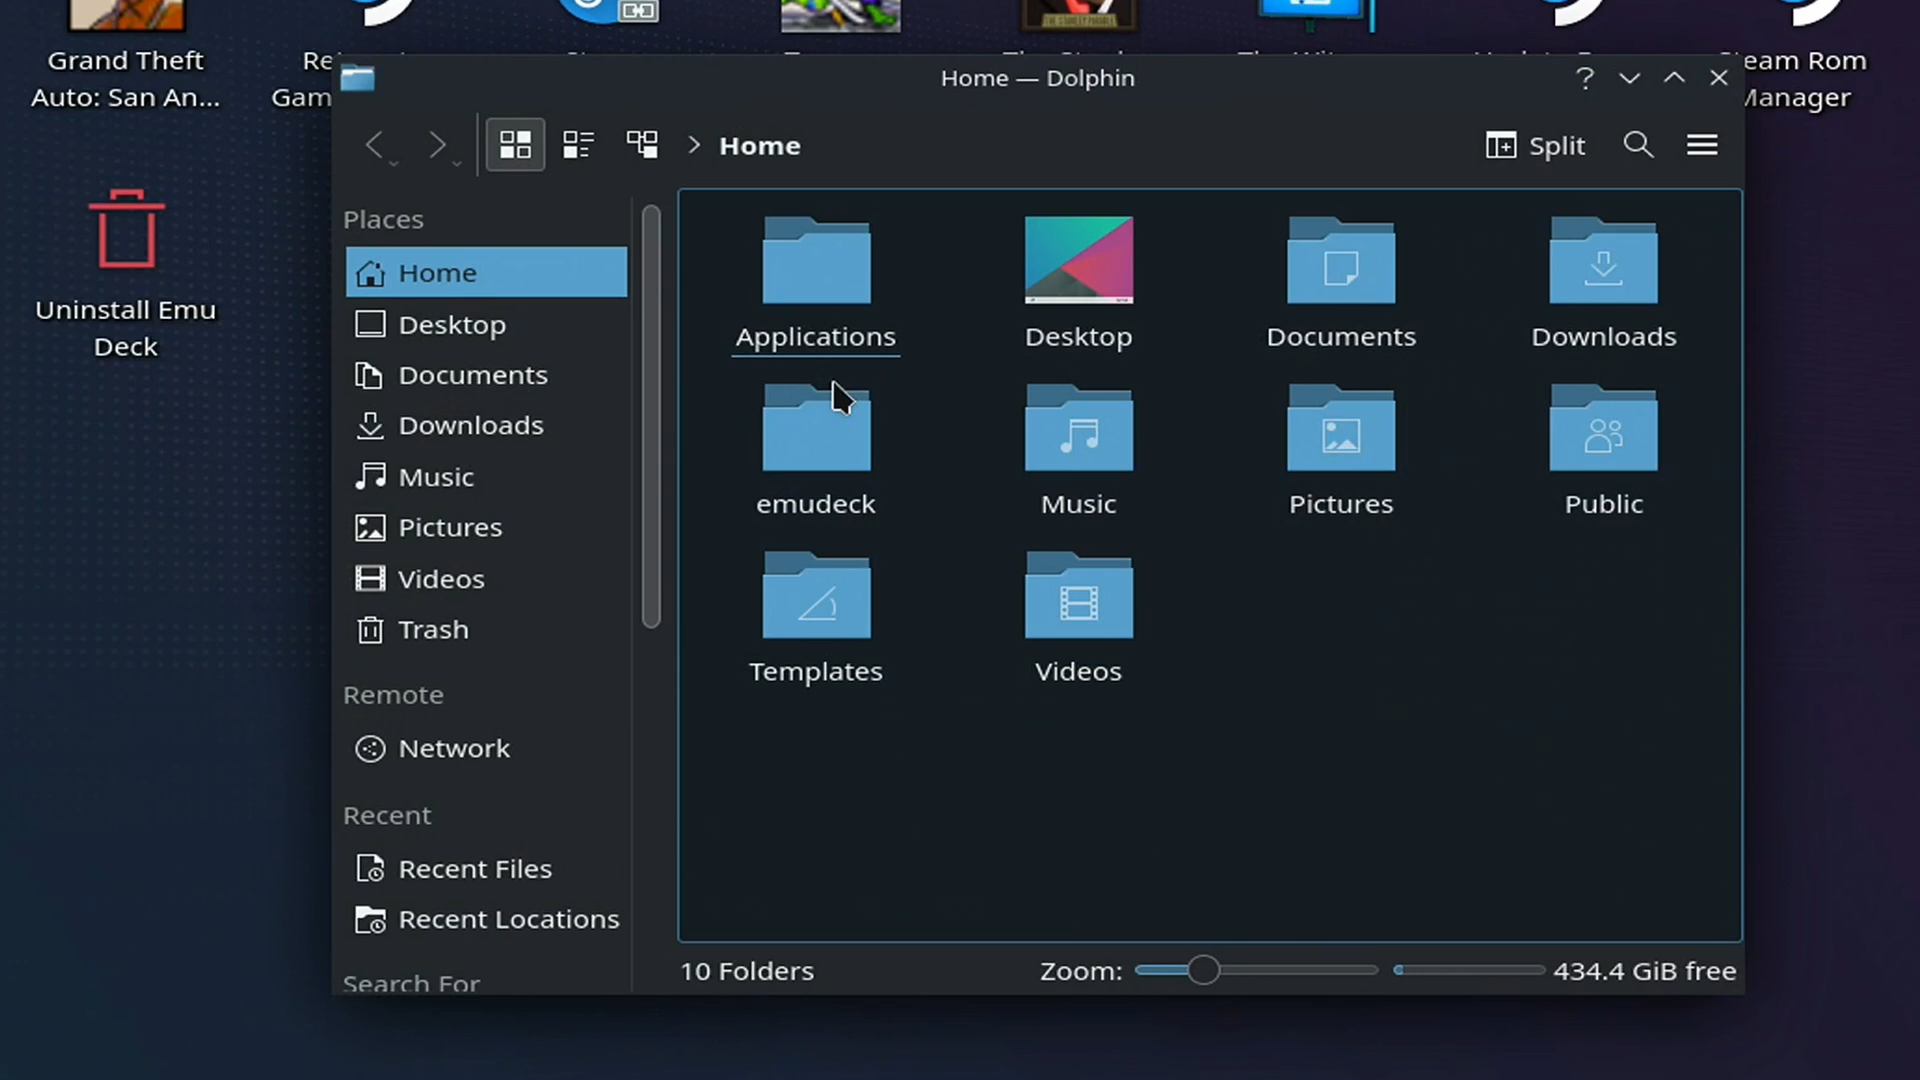 Grand Theft
Auto: San An...
Re
Gam
eam Rom
Manager
Uninstall Emu
Deck
Home — Dolphin
Home
Split
Places
Home
Desktop
Documents
Downloads
Music
Pictures
Videos
Trash
Remote
Network
Recent
Recent Files
Recent Locations
Search For
Applications
Desktop
Documents
Downloads
emudeck
Music
Pictures
Public
Templates
Videos
10 Folders
Zoom:
434.4 GiB free